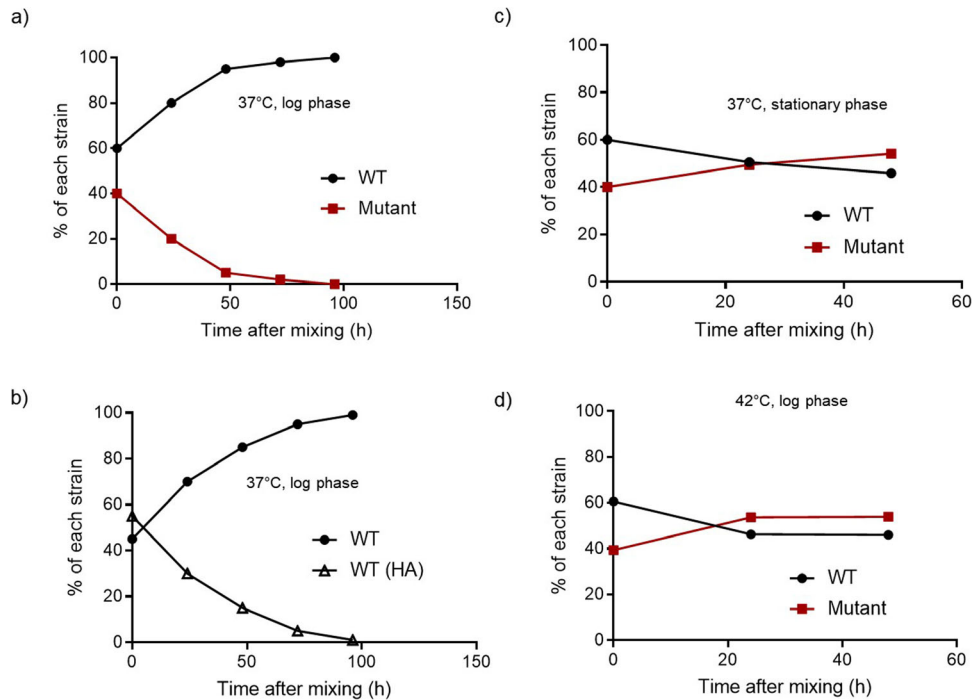 a)
% of each strain
100
80
60
40
20
0
37°C, log phase
WT
Mutant
0 50 100 150
Time after mixing (h)
b)
% of each strain
100
80
60
40
20
0
37°C, log phase
WT
WT (HA)
0 50 100 150
Time after mixing (h)
c)
% of each strain
100
80
60
40
20
0
37°C, stationary phase
WT
Mutant
0 20 40 60
Time after mixing (h)
d)
% of each strain
100
80
60
40
20
0
42°C, log phase
WT
Mutant
0 20 40 60
Time after mixing (h)